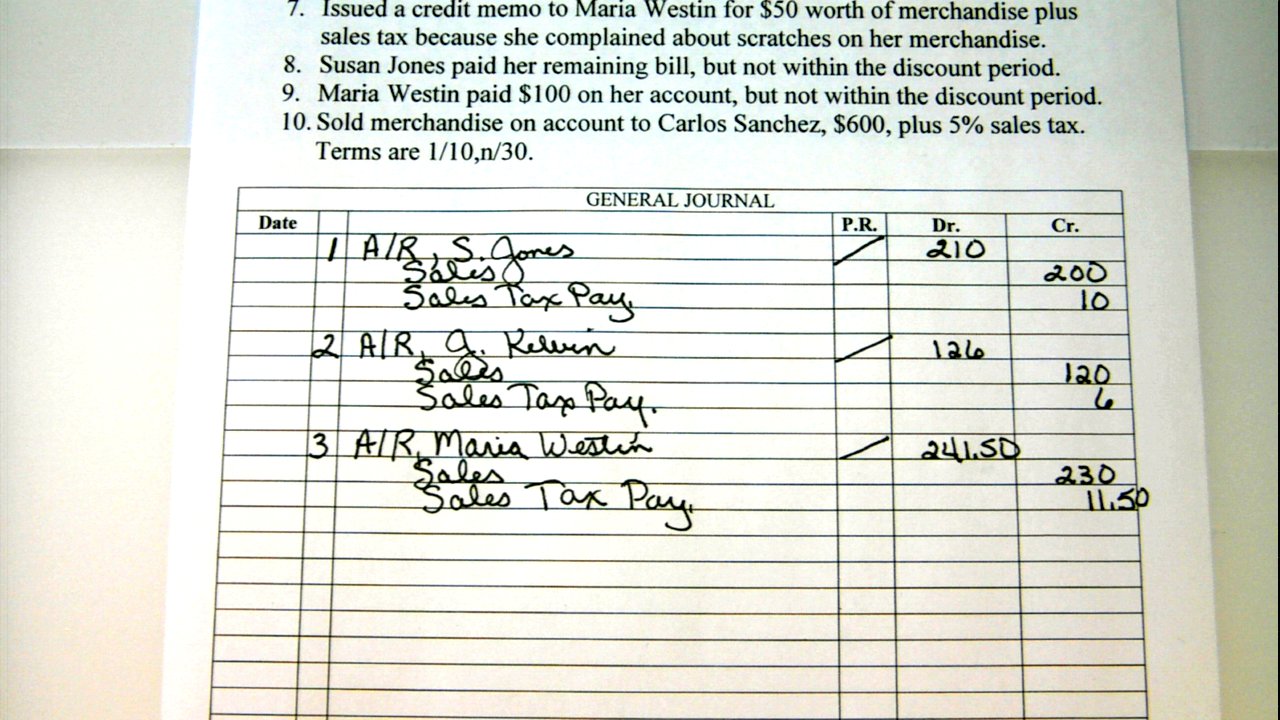 7. Issued a credit memo to Maria Westin for $50 worth of merchandise plus
sales tax because she complained about scratches on her merchandise.
8. Susan Jones paid her remaining bill, but not within the discount period.
9. Maria Westin paid $100 on her account, but not within the discount period.
10. Sold merchandise on account to Carlos Sanchez, $600, plus 5% sales tax.
Terms are 1/10,n/30.
GENERAL JOURNAL
Date P.R. Dr. Cr.
1 A/R, S. Jones 210
Sales 200
Sales Tax Pay. 10
2 A/R, J. Kelvin 126
Sales 120
Sales Tax Pay. 6
3 A/R, Maria Westin 241.50
Sales 230
Sales Tax Pay. 11.50